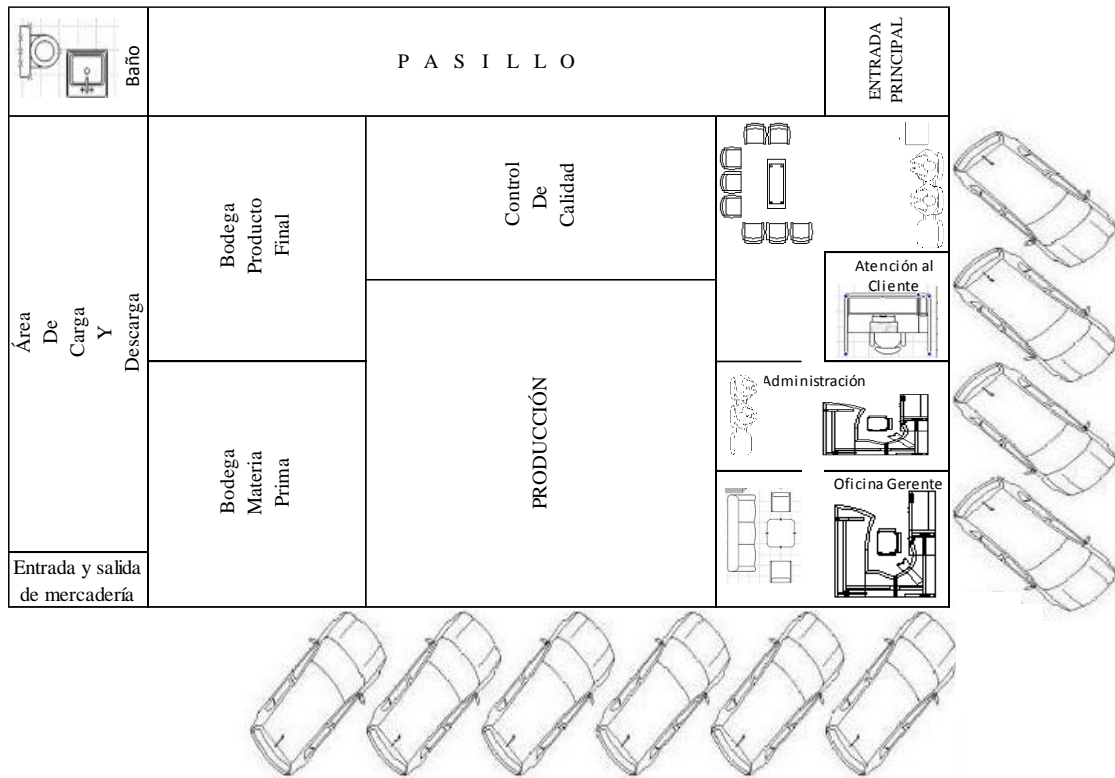 Baño
P A S I L L O
ENTRADA
PRINCIPAL
Área
De
Carga
Y
Descarga
Bodega
Producto
Final
Control
De
Calidad
Atención al
Cliente
Administración
Bodega
Materia
Prima
PRODUCCIÓN
Oficina Gerente
Entrada y salida
de mercadería